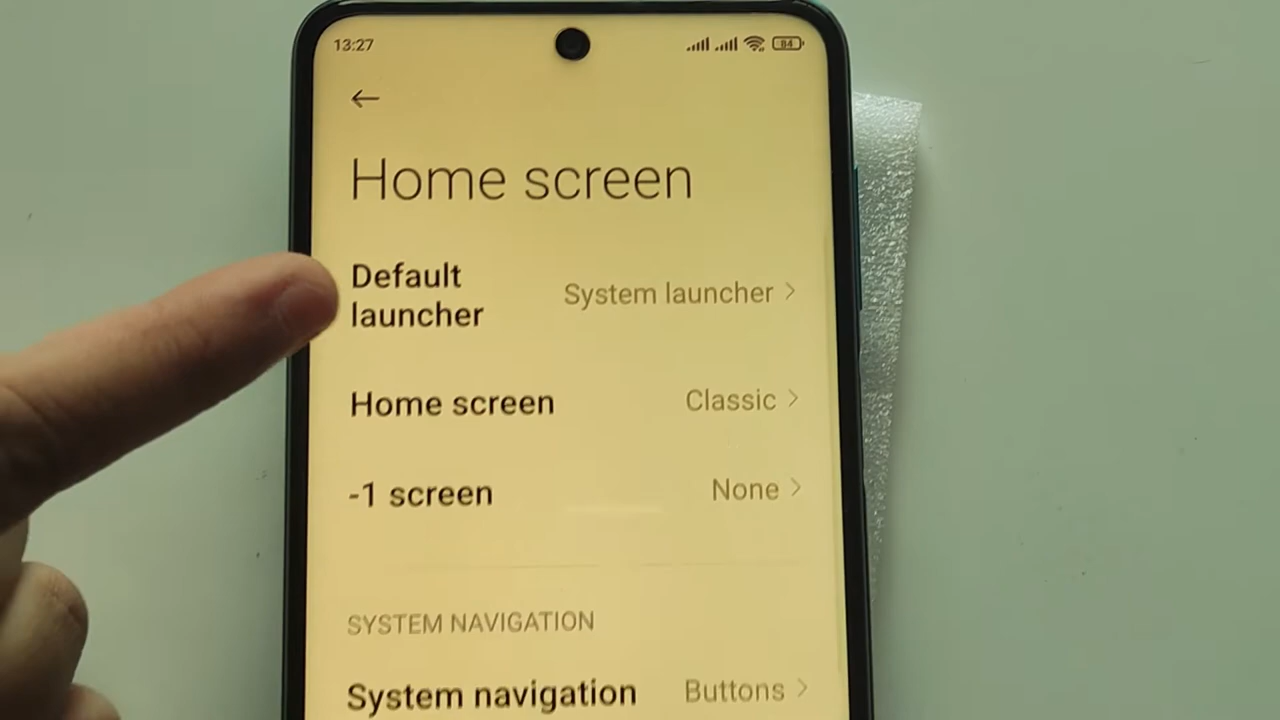 13:27 84
Home screen
Default
launcher
System launcher
Home screen Classic
-1 screen None
SYSTEM NAVIGATION
System navigation Buttons